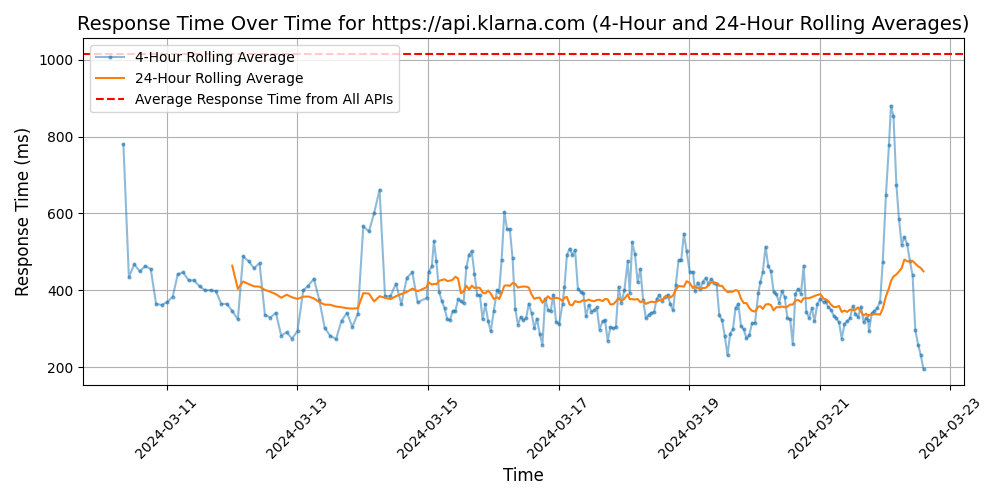 Response Time Over Time for https://api.klarna.com (4-Hour and 24-Hour Rolling Averages)
4-Hour Rolling Average
24-Hour Rolling Average
Average Response Time from All APIs
Response Time (ms)
1000
800
600
400
200
2024-03-11
2024-03-13
2024-03-15
2024-03-17
2024-03-19
2024-03-21
2024-03-23
Time